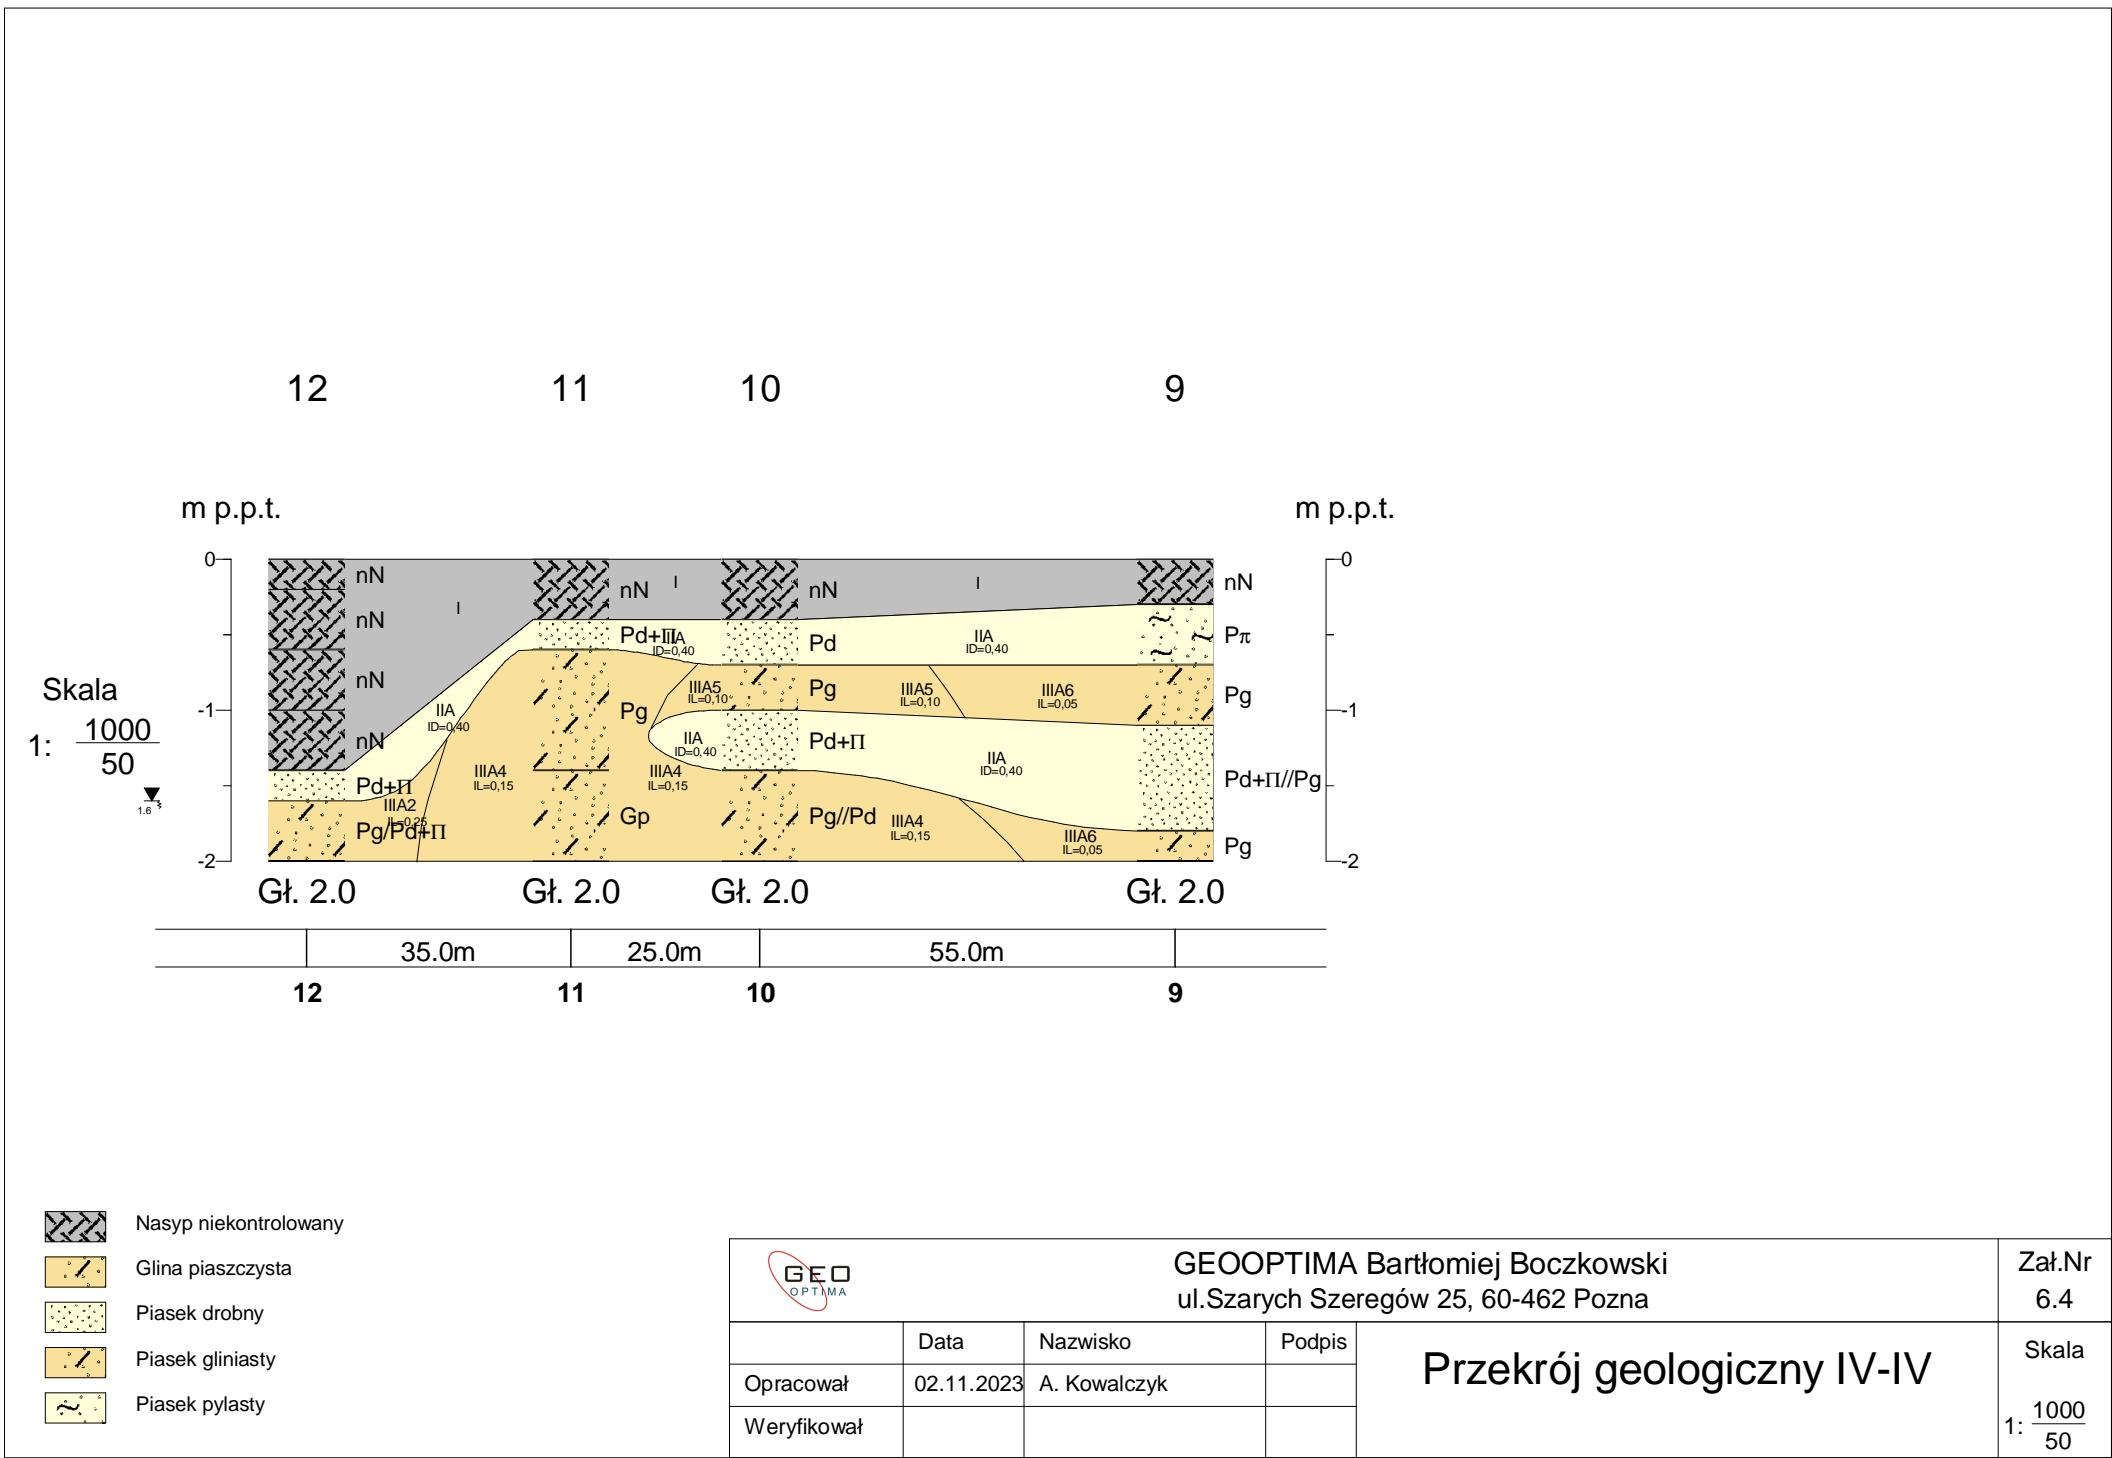 12 11 10 9
m p.p.t. m p.p.t.
0 0
nN nN I nN I nN
nN I
Pd+Π IIA Pd IIA Pπ
ID=0,40 ID=0,40
nN
Skala
1: 1000
50
IIIA5 Pg IIIA5 IIIA6 Pg
IL=0,10 IL=0,10 IL=0,05
-1 IIA Pg -1
ID=0,40
nN IIA Pd+Π
ID=0,40
IIA
ID=0,40
Pd+Π IIIA4 IIIA4 Pd+Π//Pg
IL=0,15 IL=0,15
1.6
IIIA2
IL=0,25
Pg/Pd+Π Gp Pg//Pd IIIA4
IL=0,15
IIIA6 Pg
IL=0,05
-2 -2
Gł. 2.0 Gł. 2.0 Gł. 2.0 Gł. 2.0
35.0m 25.0m 55.0m
12 11 10 9
Nasyp niekontrolowany
Glina piaszczysta
Piasek drobny
Piasek gliniasty
Piasek pylasty
GEO
OPTIMA
GEOOPTIMA Bartłomiej Boczkowski
ul.Szarych Szeregów 25, 60-462 Pozna
Zał.Nr
6.4
Data Nazwisko Podpis
Opracował 02.11.2023 A. Kowalczyk
Weryfikował
Przekrój geologiczny IV-IV
Skala
1: 1000
50